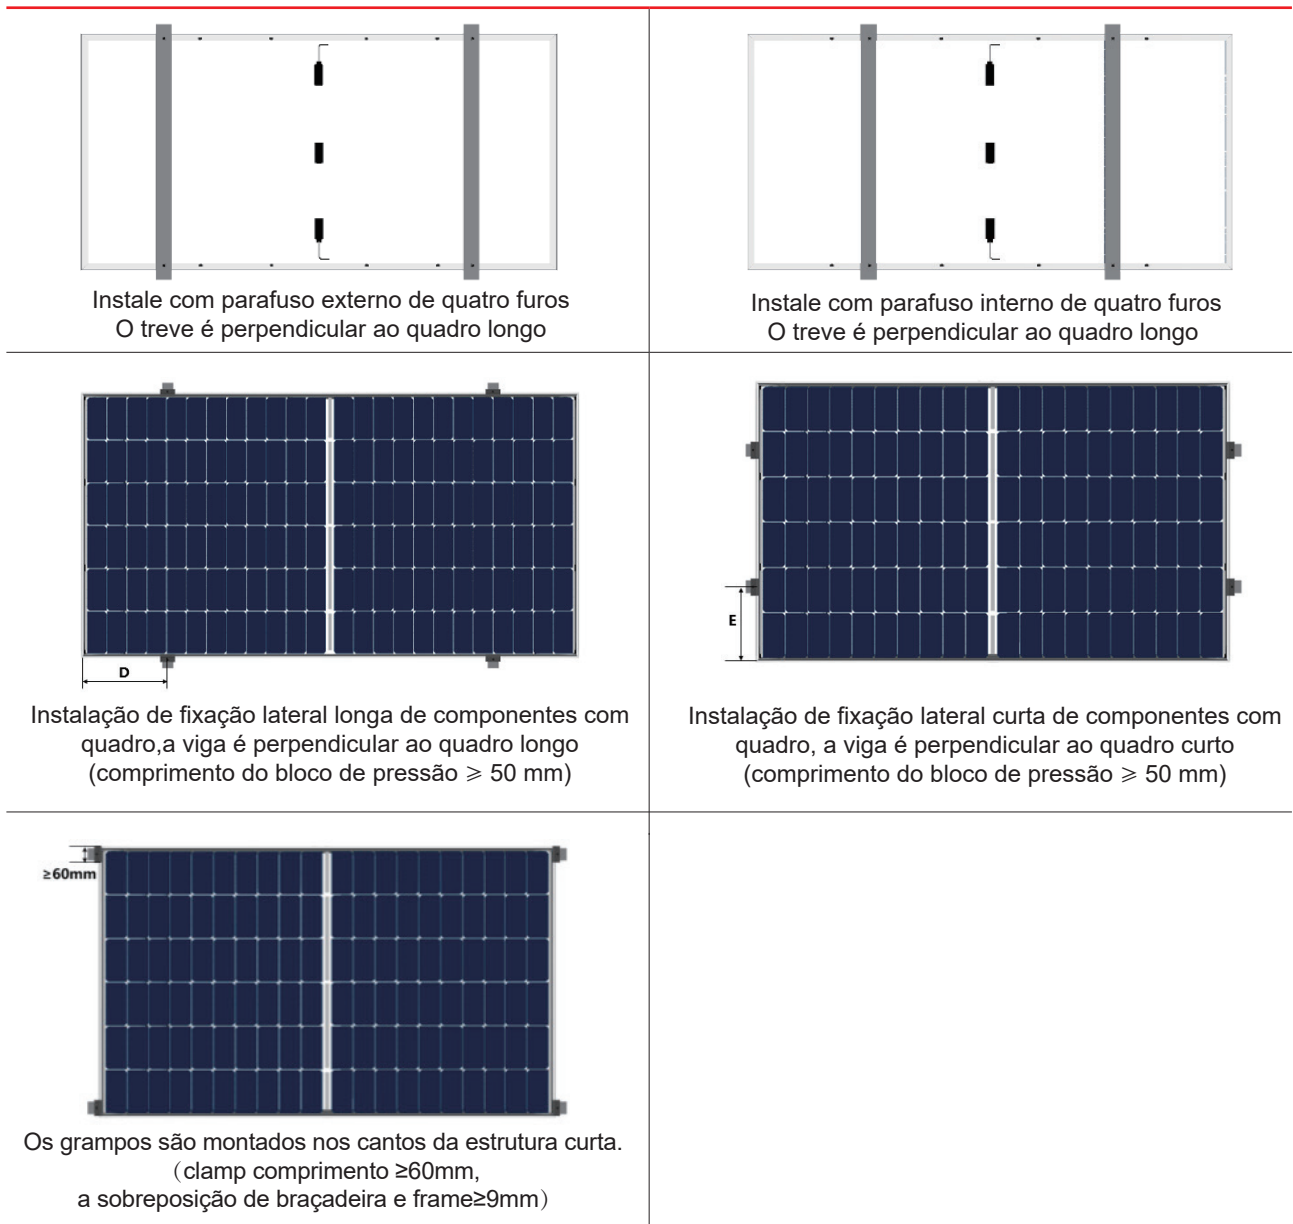 Instale com parafuso externo de quatro furos
O treve é perpendicular ao quadro longo
Instale com parafuso interno de quatro furos
O treve é perpendicular ao quadro longo
D
Instalação de fixação lateral longa de componentes com
quadro,a viga é perpendicular ao quadro longo
(comprimento do bloco de pressão ⩾ 50 mm)
E
Instalação de fixação lateral curta de componentes com
quadro, a viga é perpendicular ao quadro curto
(comprimento do bloco de pressão ⩾ 50 mm)
≥60mm
Os grampos são montados nos cantos da estrutura curta.
（clamp comprimento ≥60mm,
a sobreposição de braçadeira e frame≥9mm）